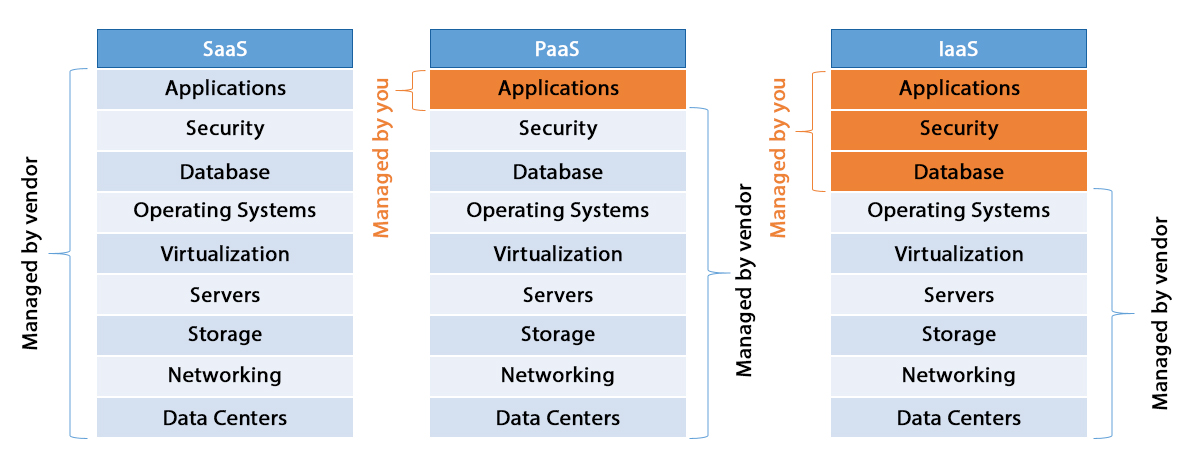 SaaS
Applications
Security
Database
Operating Systems
Virtualization
Servers
Storage
Networking
Data Centers
Managed by vendor
PaaS
Applications
Security
Database
Operating Systems
Virtualization
Servers
Storage
Networking
Data Centers
Managed by you
Managed by vendor
IaaS
Applications
Security
Database
Operating Systems
Virtualization
Servers
Storage
Networking
Data Centers
Managed by you
Managed by vendor